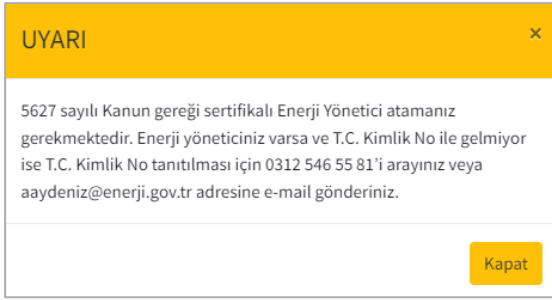 UYARI
×
5627 sayılı Kanun gereği sertifikalı Enerji Yönetici atamanız
gerekmektedir. Enerji yöneticiniz varsa ve T.C. Kimlik No ile gelmiyor
ise T.C. Kimlik No tanıtılması için 0312 546 55 81’i arayınız veya
aaydeniz@enerji.gov.tr adresine e-mail gönderiniz.
Kapat